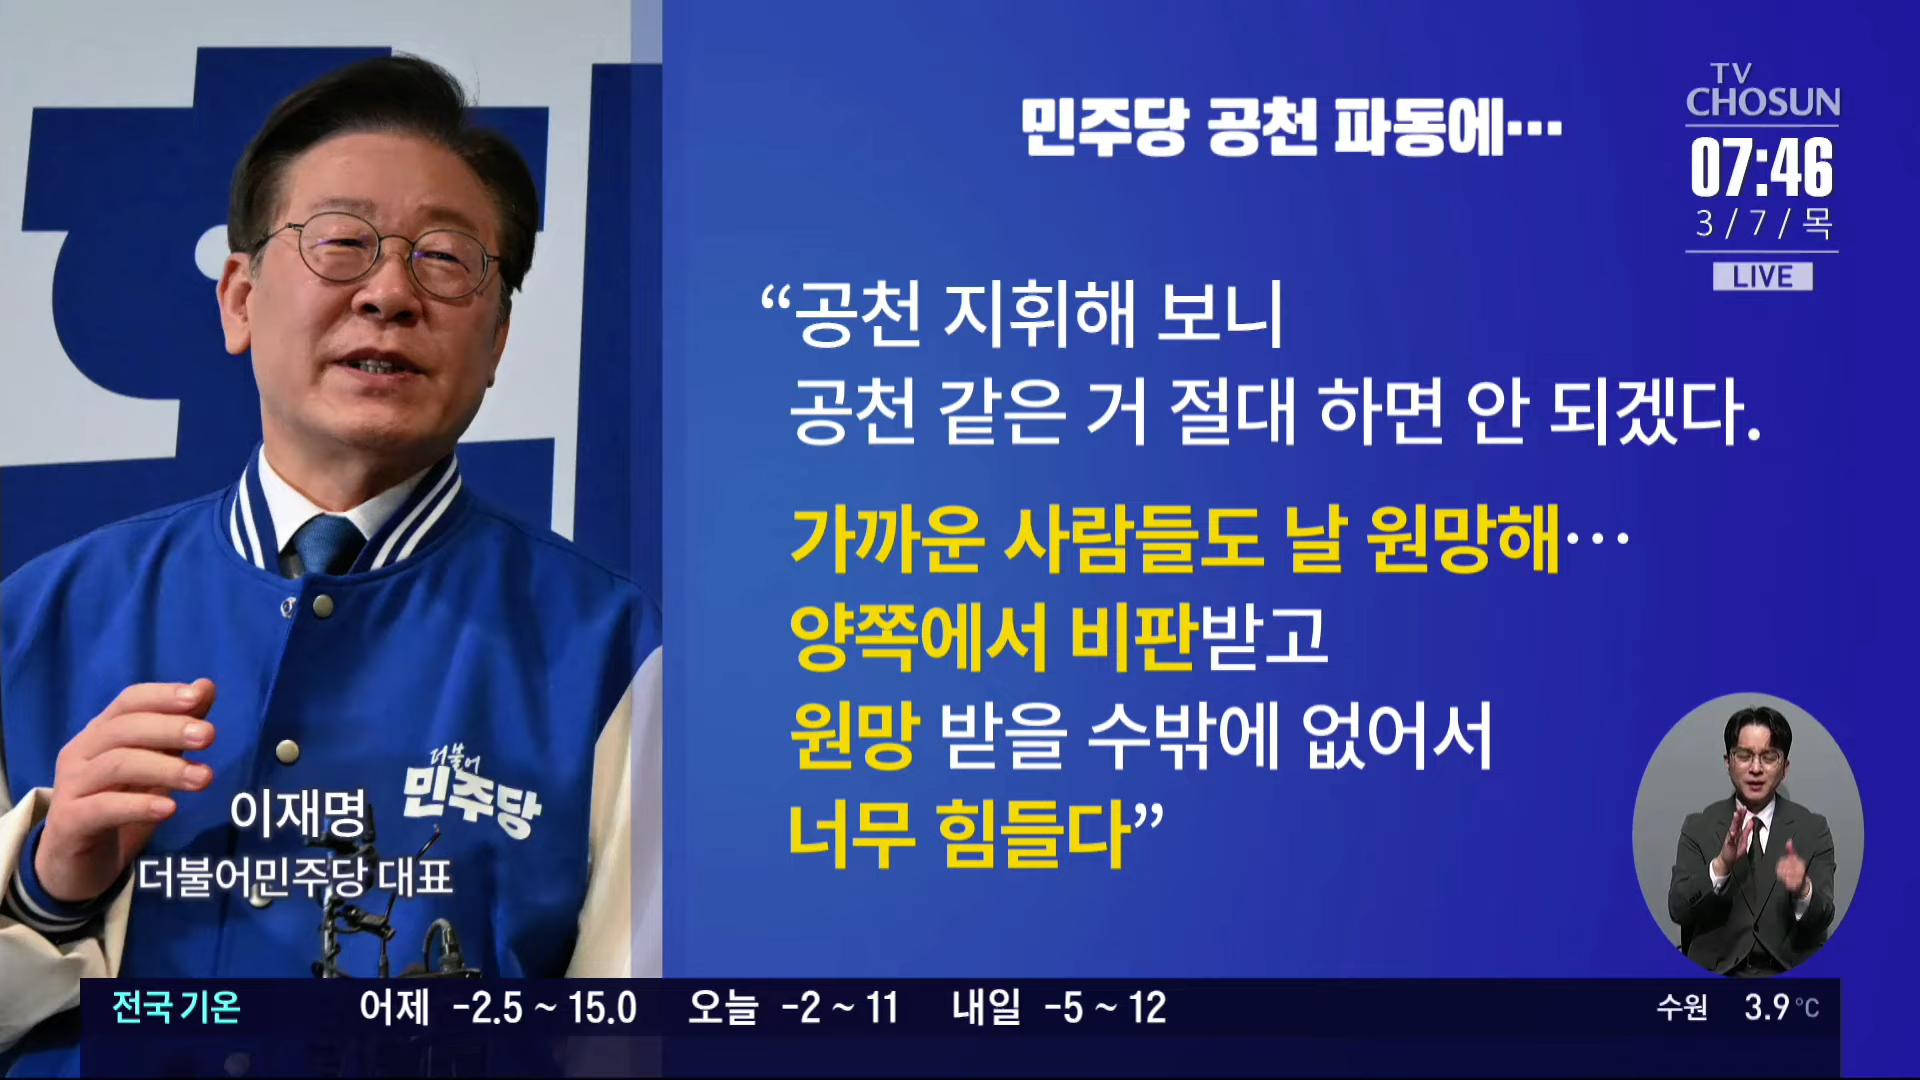 민주당 공천 파동에…
TV
CHOSUN
07:46
3/7/목
LIVE
“공천 지휘해 보니
공천 같은 거 절대 하면 안 되겠다.
가까운 사람들도 날 원망해…
양쪽에서 비판받고
원망 받을 수밖에 없어서
너무 힘들다”
더불어
민주당
이재명
더불어민주당 대표
전국 기온 어제 -2.5 ~ 15.0 오늘 -2 ~ 11 내일 -5 ~ 12 수원 3.9℃